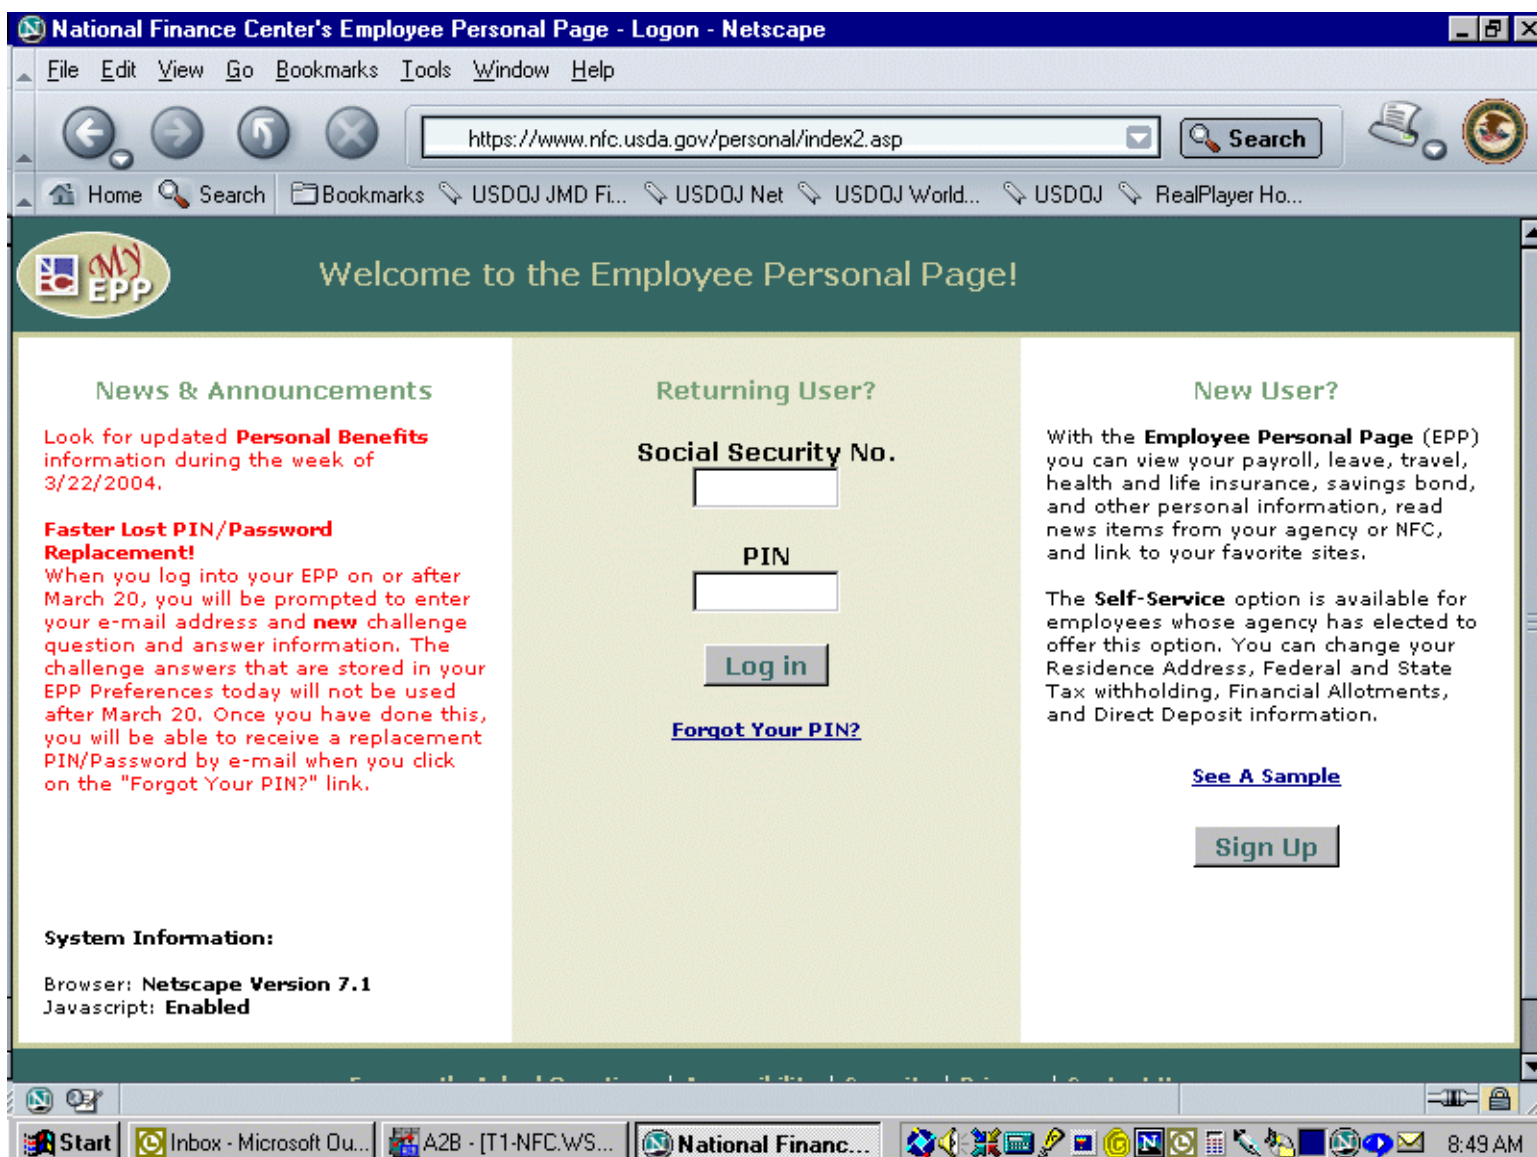 National Finance Center's Employee Personal Page - Logon - Netscape
File Edit View Go Bookmarks Tools Window Help
https://www.nfc.usda.gov/personal/index2.asp
Search
Home Search Bookmarks USDOJ JMD Fi... USDOJ Net USDOJ World... USDOJ RealPlayer Ho...
My
EPP
Welcome to the Employee Personal Page!
News & Announcements
Look for updated Personal Benefits
information during the week of
3/22/2004.
Faster Lost PIN/Password
Replacement!
When you log into your EPP on or after
March 20, you will be prompted to enter
your e-mail address and new challenge
question and answer information. The
challenge answers that are stored in your
EPP Preferences today will not be used
after March 20. Once you have done this,
you will be able to receive a replacement
PIN/Password by e-mail when you click
on the "Forgot Your PIN?" link.
System Information:
Browser: Netscape Version 7.1
Javascript: Enabled
Returning User?
Social Security No.
PIN
Log in
Forgot Your PIN?
New User?
With the Employee Personal Page (EPP)
you can view your payroll, leave, travel,
health and life insurance, savings bond,
and other personal information, read
news items from your agency or NFC,
and link to your favorite sites.
The Self-Service option is available for
employees whose agency has elected to
offer this option. You can change your
Residence Address, Federal and State
Tax withholding, Financial Allotments,
and Direct Deposit information.
See A Sample
Sign Up
Start Inbox - Microsoft Ou... A2B - [T1-NFC.WS... National Financ... 8:49 AM